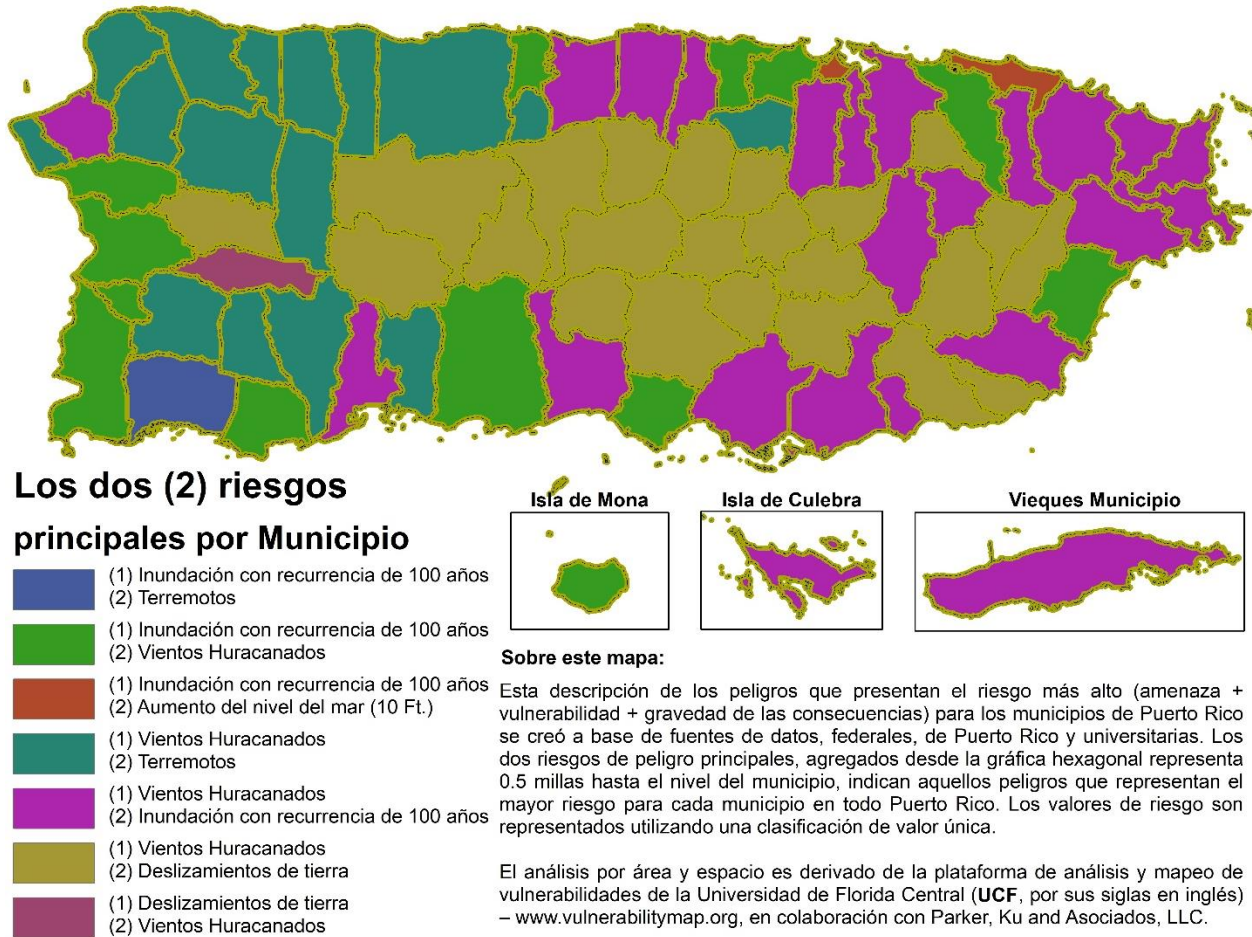 Los dos (2) riesgos
principales por Municipio
(1) Inundación con recurrencia de 100 años
(2) Terremotos
(1) Inundación con recurrencia de 100 años
(2) Vientos Huracanados
(1) Inundación con recurrencia de 100 años
(2) Aumento del nivel del mar (10 Ft.)
(1) Vientos Huracanados
(2) Terremotos
(1) Vientos Huracanados
(2) Inundación con recurrencia de 100 años
(1) Vientos Huracanados
(2) Deslizamientos de tierra
(1) Deslizamientos de tierra
(2) Vientos Huracanados
Isla de Mona
Isla de Culebra
Vieques Municipio
Sobre este mapa:
Esta descripción de los peligros que presentan el riesgo más alto (amenaza +
vulnerabilidad + gravedad de las consecuencias) para los municipios de Puerto Rico
se creó a base de fuentes de datos, federales, de Puerto Rico y universitarias. Los
dos riesgos de peligro principales, agregados desde la gráfica hexagonal representa
0.5 millas hasta el nivel del municipio, indican aquellos peligros que representan el
mayor riesgo para cada municipio en todo Puerto Rico. Los valores de riesgo son
representados utilizando una clasificación de valor única.
El análisis por área y espacio es derivado de la plataforma de análisis y mapeo de
vulnerabilidades de la Universidad de Florida Central (UCF, por sus siglas en inglés)
– www.vulnerabilitymap.org, en colaboración con Parker, Ku and Asociados, LLC.